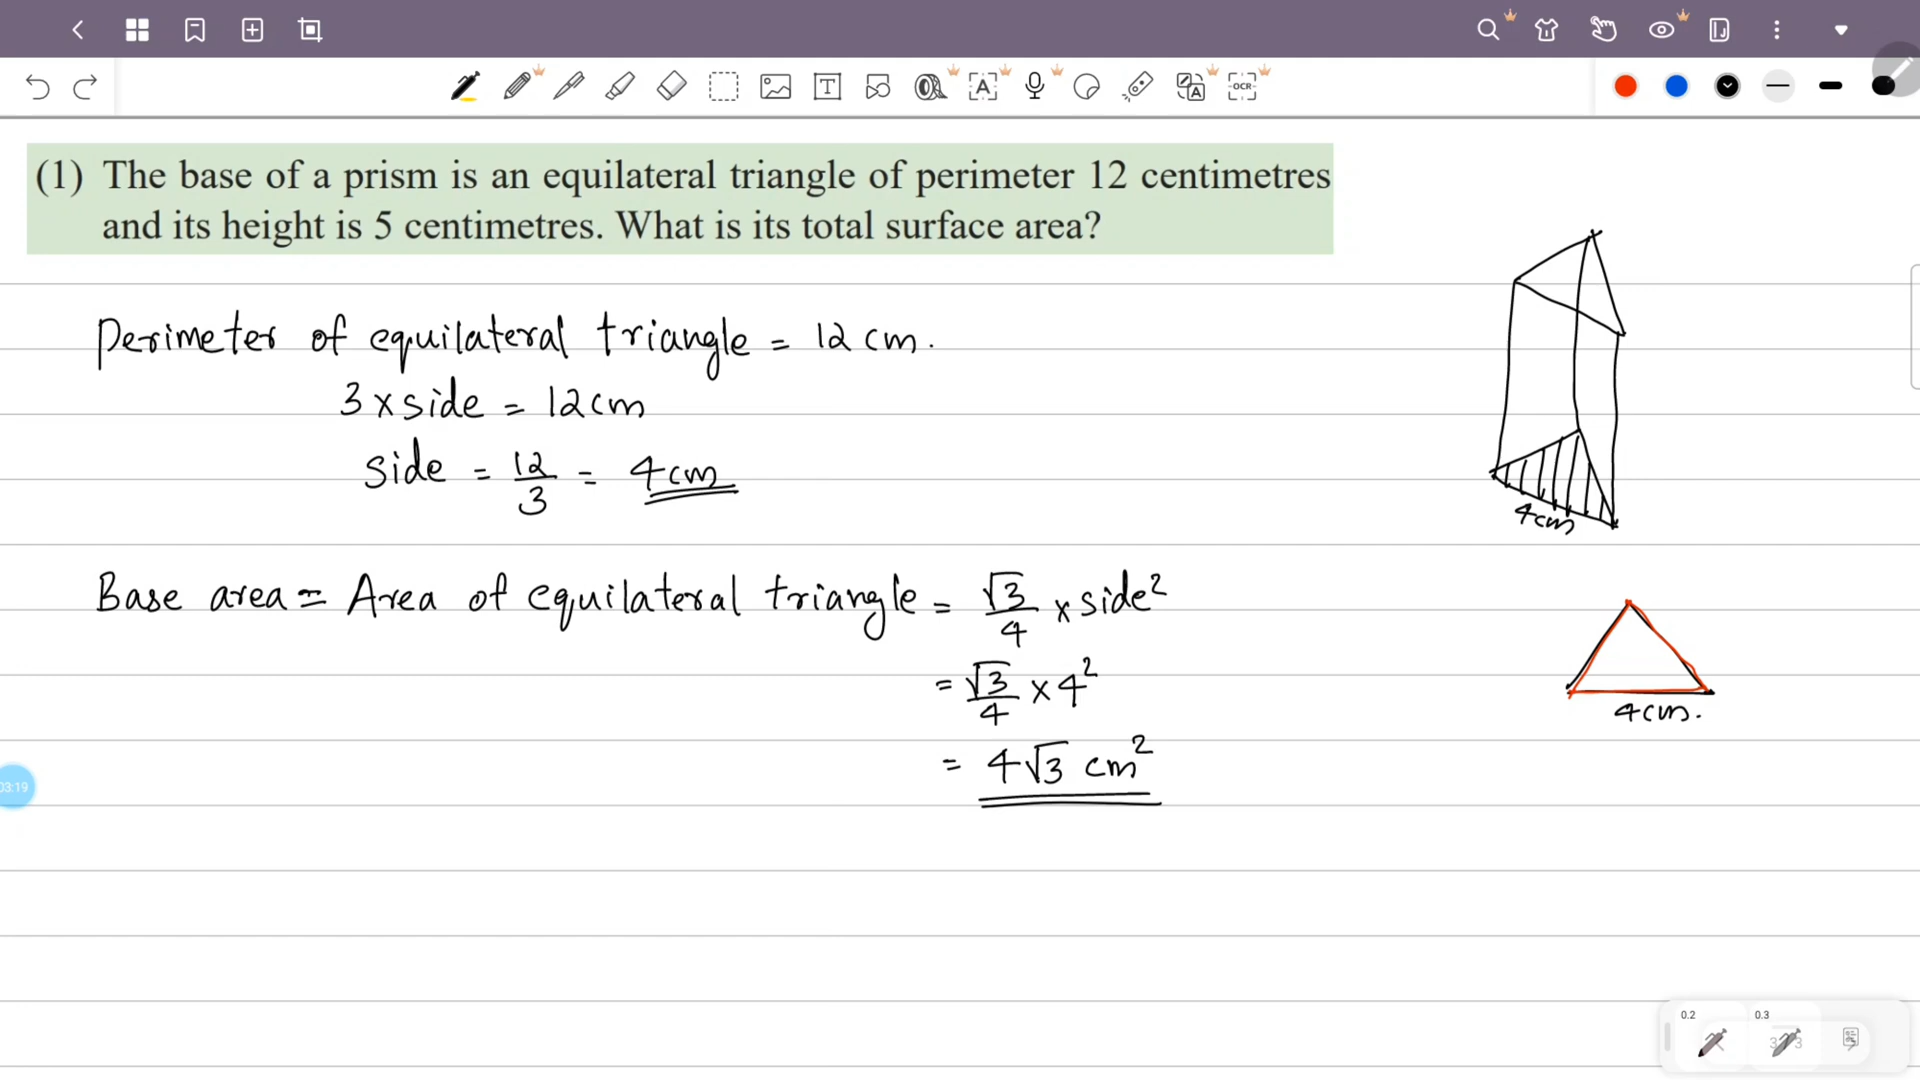 (1) The base of a prism is an equilateral triangle of perimeter 12 centimetres
and its height is 5 centimetres. What is its total surface area?
Perimeter of equilateral triangle = 12 cm.
3 x side = 12 cm
side = 12/3 = 4cm
4cm
Base area = Area of equilateral triangle = √3/4 x side²
= √3/4 x 4²
4cm.
= 4√3 cm²
03:19
0.2 0.3